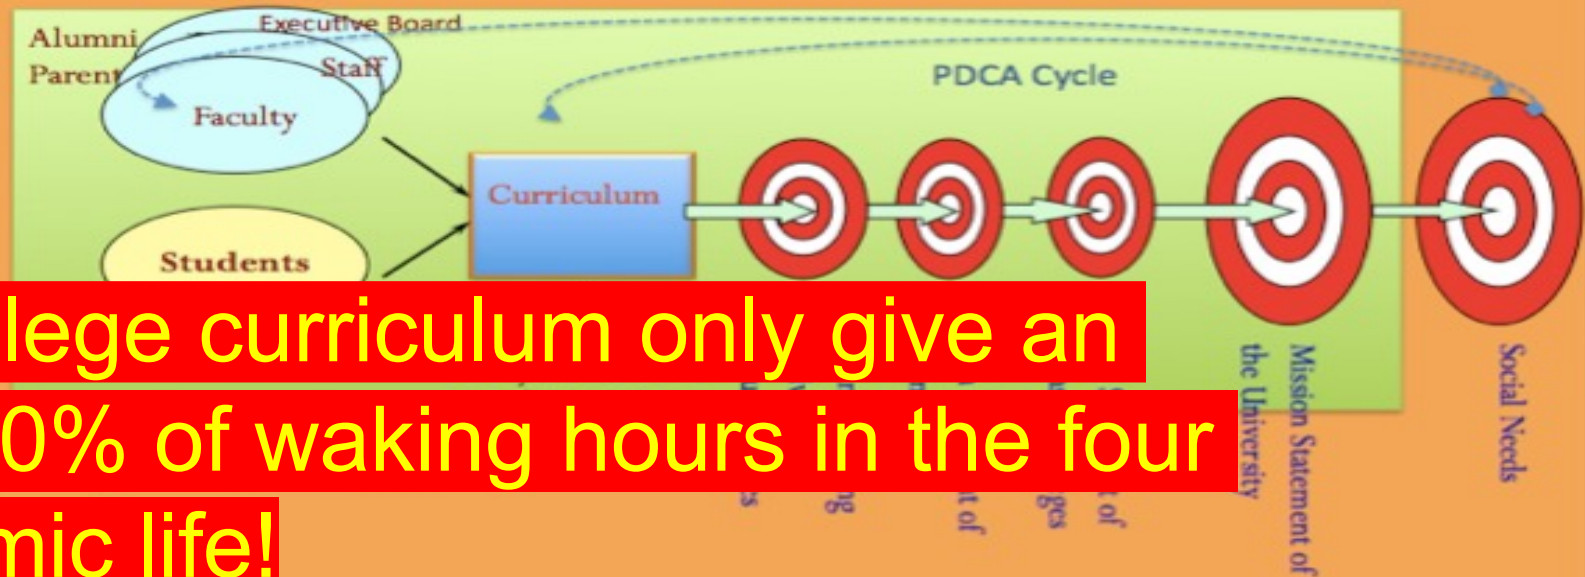 Executive Board
Alumni
Parent
Staff
PDCA Cycle
Faculty
Curriculum
Students
lege curriculum only give an
0% of waking hours in the four
mic life!
Mission Statement of
the University
Social Needs